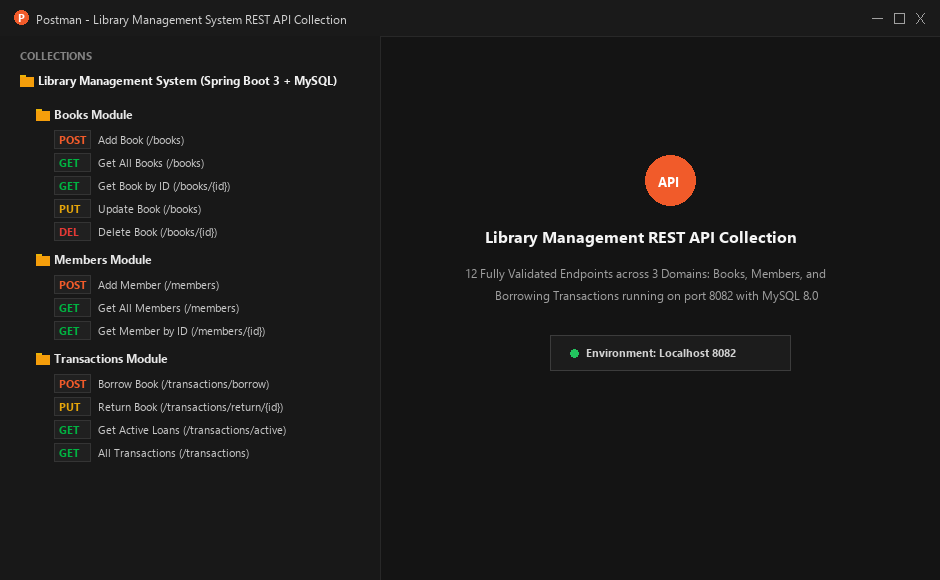 P Postman - Library Management System REST API Collection
COLLECTIONS
Library Management System (Spring Boot 3 + MySQL)
Books Module
POST Add Book (/books)
GET Get All Books (/books)
GET Get Book by ID (/books/{id})
PUT Update Book (/books)
DEL Delete Book (/books/{id})
Members Module
POST Add Member (/members)
GET Get All Members (/members)
GET Get Member by ID (/members/{id})
Transactions Module
POST Borrow Book (/transactions/borrow)
PUT Return Book (/transactions/return/{id})
GET Get Active Loans (/transactions/active)
GET All Transactions (/transactions)
API
Library Management REST API Collection
12 Fully Validated Endpoints across 3 Domains: Books, Members, and
Borrowing Transactions running on port 8082 with MySQL 8.0
Environment: Localhost 8082